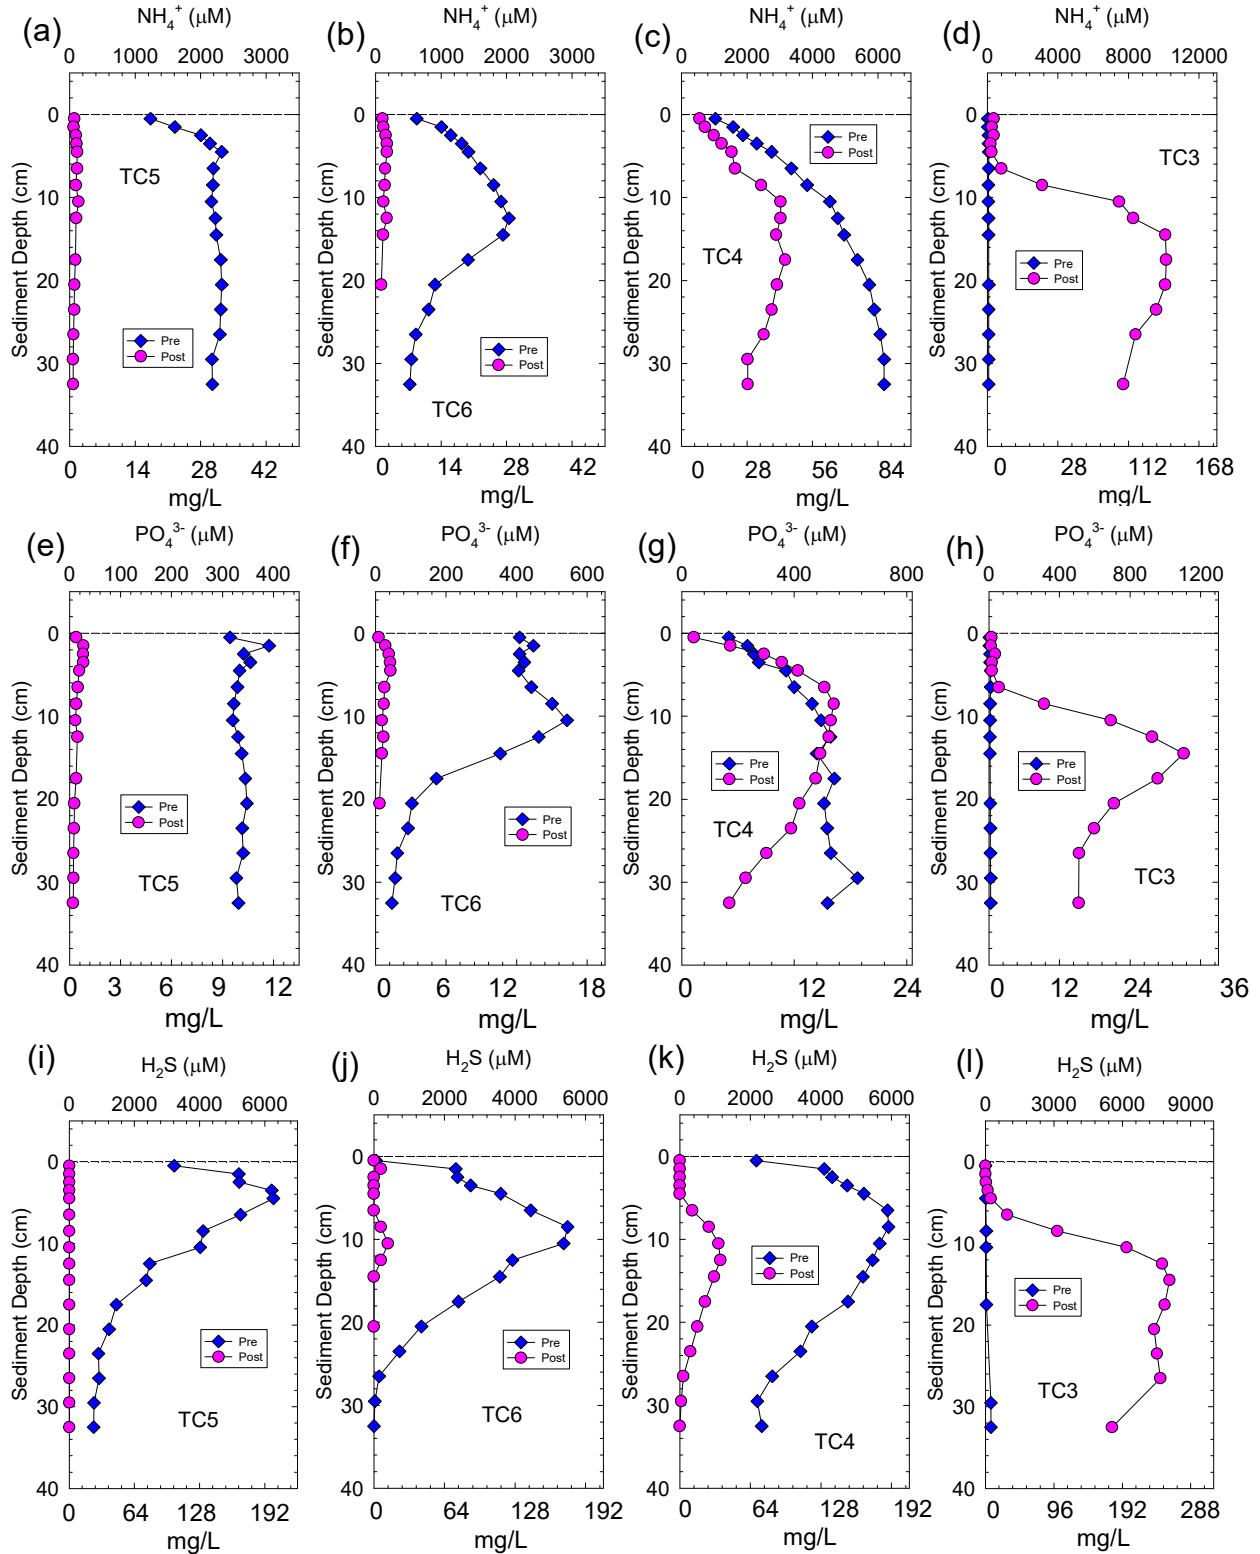 (a) NH₄⁺ (μM) (b) NH₄⁺ (μM) (c) NH₄⁺ (μM) (d) NH₄⁺ (μM)
0 1000 2000 3000 0 1000 2000 3000 0 2000 4000 6000 0 4000 8000 12000
Sediment Depth (cm) Sediment Depth (cm) Sediment Depth (cm) Sediment Depth (cm)
0 0 0 0
10 10 10 10
20 20 20 20
30 30 30 30
40 40 40 40
TC5 TC6 TC4 TC3
Pre Pre Pre Pre
Post Post Post Post
0 14 28 42 0 14 28 42 0 28 56 84 0 28 112 168
mg/L mg/L mg/L mg/L
(e) PO₄³⁻ (μM) (f) PO₄³⁻ (μM) (g) PO₄³⁻ (μM) (h) PO₄³⁻ (μM)
0 100 200 300 400 0 200 400 600 0 400 800 0 400 800 1200
Sediment Depth (cm) Sediment Depth (cm) Sediment Depth (cm) Sediment Depth (cm)
0 0 0 0
10 10 10 10
20 20 20 20
30 30 30 30
40 40 40 40
Pre Pre Pre Pre
Post Post Post Post
TC5 TC6 TC4 TC3
0 3 6 9 12 0 6 12 18 0 12 24 0 12 24 36
mg/L mg/L mg/L mg/L
(i) H₂S (μM) (j) H₂S (μM) (k) H₂S (μM) (l) H₂S (μM)
0 2000 4000 6000 0 2000 4000 6000 0 2000 4000 6000 0 3000 6000 9000
Sediment Depth (cm) Sediment Depth (cm) Sediment Depth (cm) Sediment Depth (cm)
0 0 0 0
10 10 10 10
20 20 20 20
30 30 30 30
40 40 40 40
Pre Pre Pre Pre
Post Post Post Post
TC5 TC6 TC4 TC3
0 64 128 192 0 64 128 192 0 64 128 192 0 96 192 288
mg/L mg/L mg/L mg/L